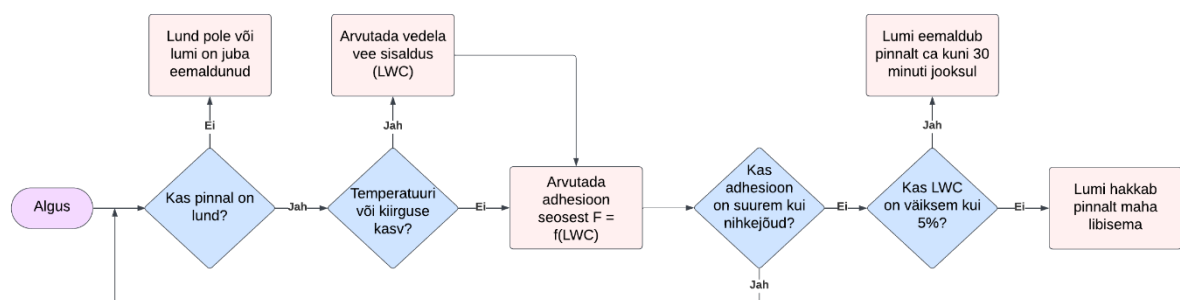 Lund pole või
lumi on juba
eemaldunud
Arvutada vedela
vee sisaldus
(LWC)
Lumi eemaldub
pinnalt ca kuni 30
minuti jooksul
Ei
Jah
Jah
Algus
Kas pinnal on
lund?
Jah
Temperatuuri
või kiirguse
kasv?
Ei
Arvutada
adhesioon
seosest F =
f(LWC)
Kas
adhesioon
on suurem kui
nihkejõud?
Ei
Kas LWC
on väiksem kui
5%?
Ei
Lumi hakkab
pinnalt maha
libisema
Jah